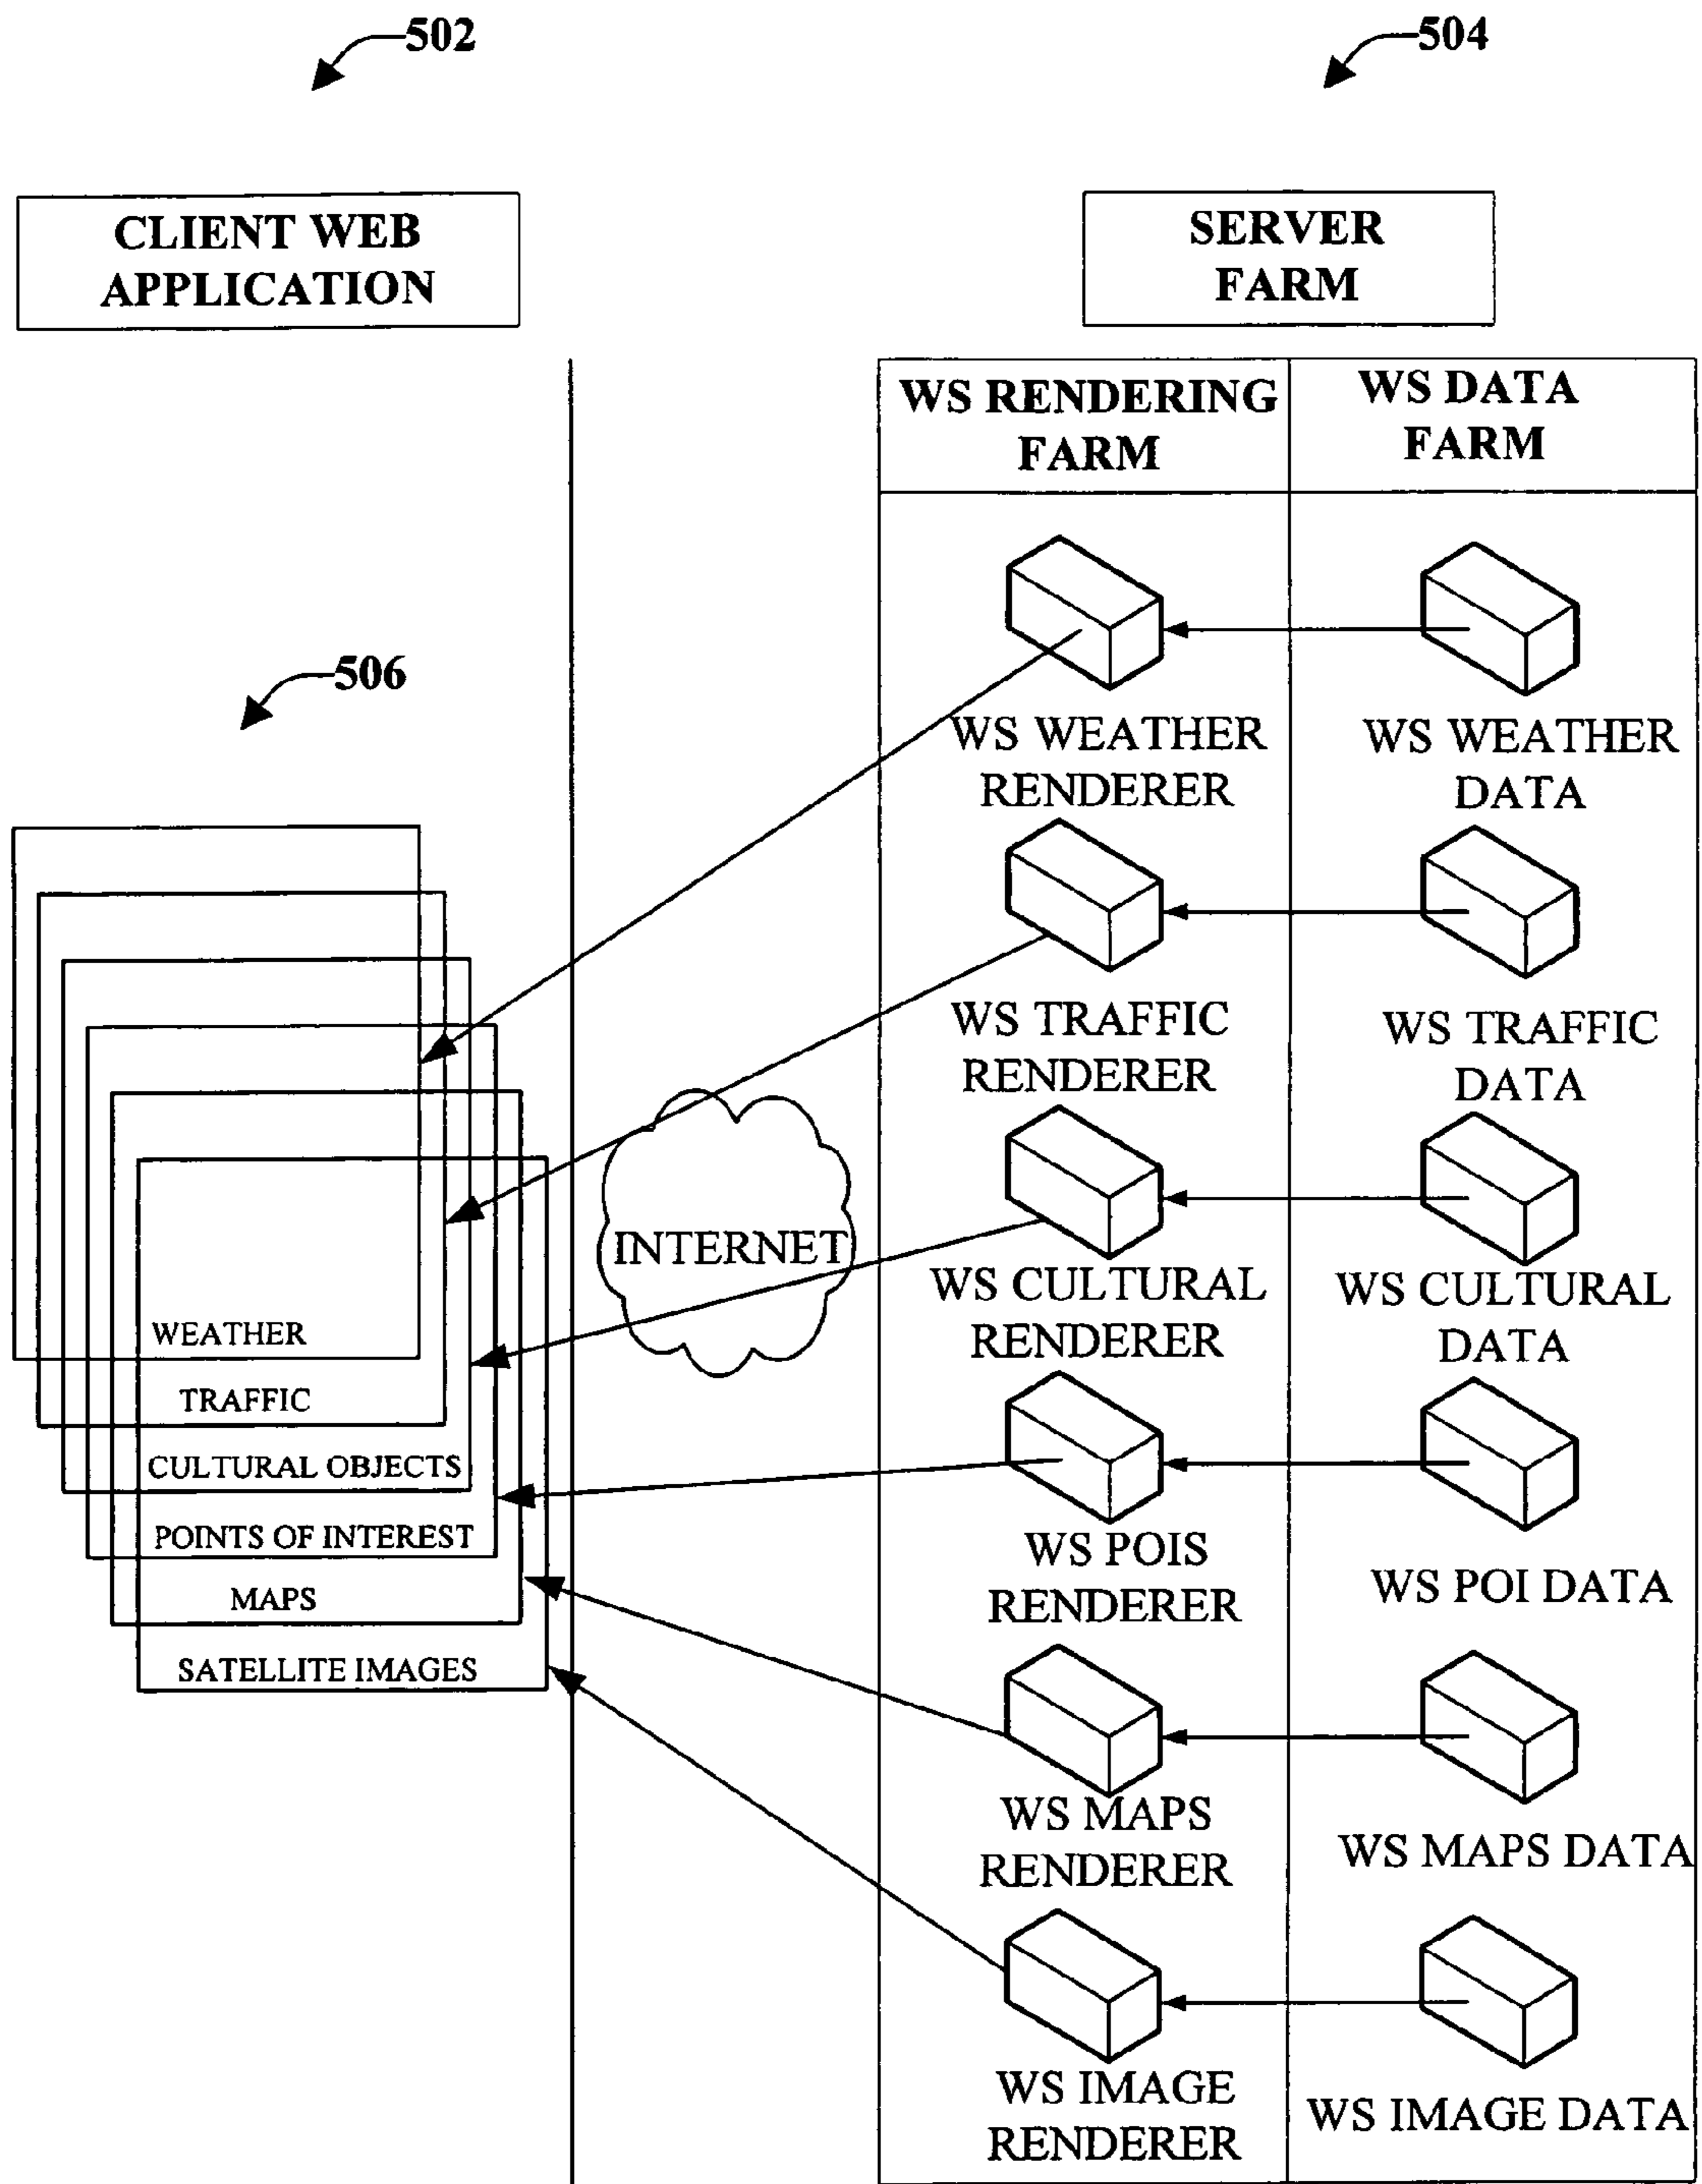 502
504
CLIENT WEB
APPLICATION
SERVER
FARM
WS RENDERING
FARM
WS DATA
FARM
506
WS WEATHER
RENDERER
WS WEATHER
DATA
WS TRAFFIC
RENDERER
WS TRAFFIC
DATA
INTERNET
WS CULTURAL
RENDERER
WS CULTURAL
DATA
WEATHER
TRAFFIC
CULTURAL OBJECTS
POINTS OF INTEREST
MAPS
SATELLITE IMAGES
WS POIS
RENDERER
WS POI DATA
WS MAPS
RENDERER
WS MAPS DATA
WS IMAGE
RENDERER
WS IMAGE DATA